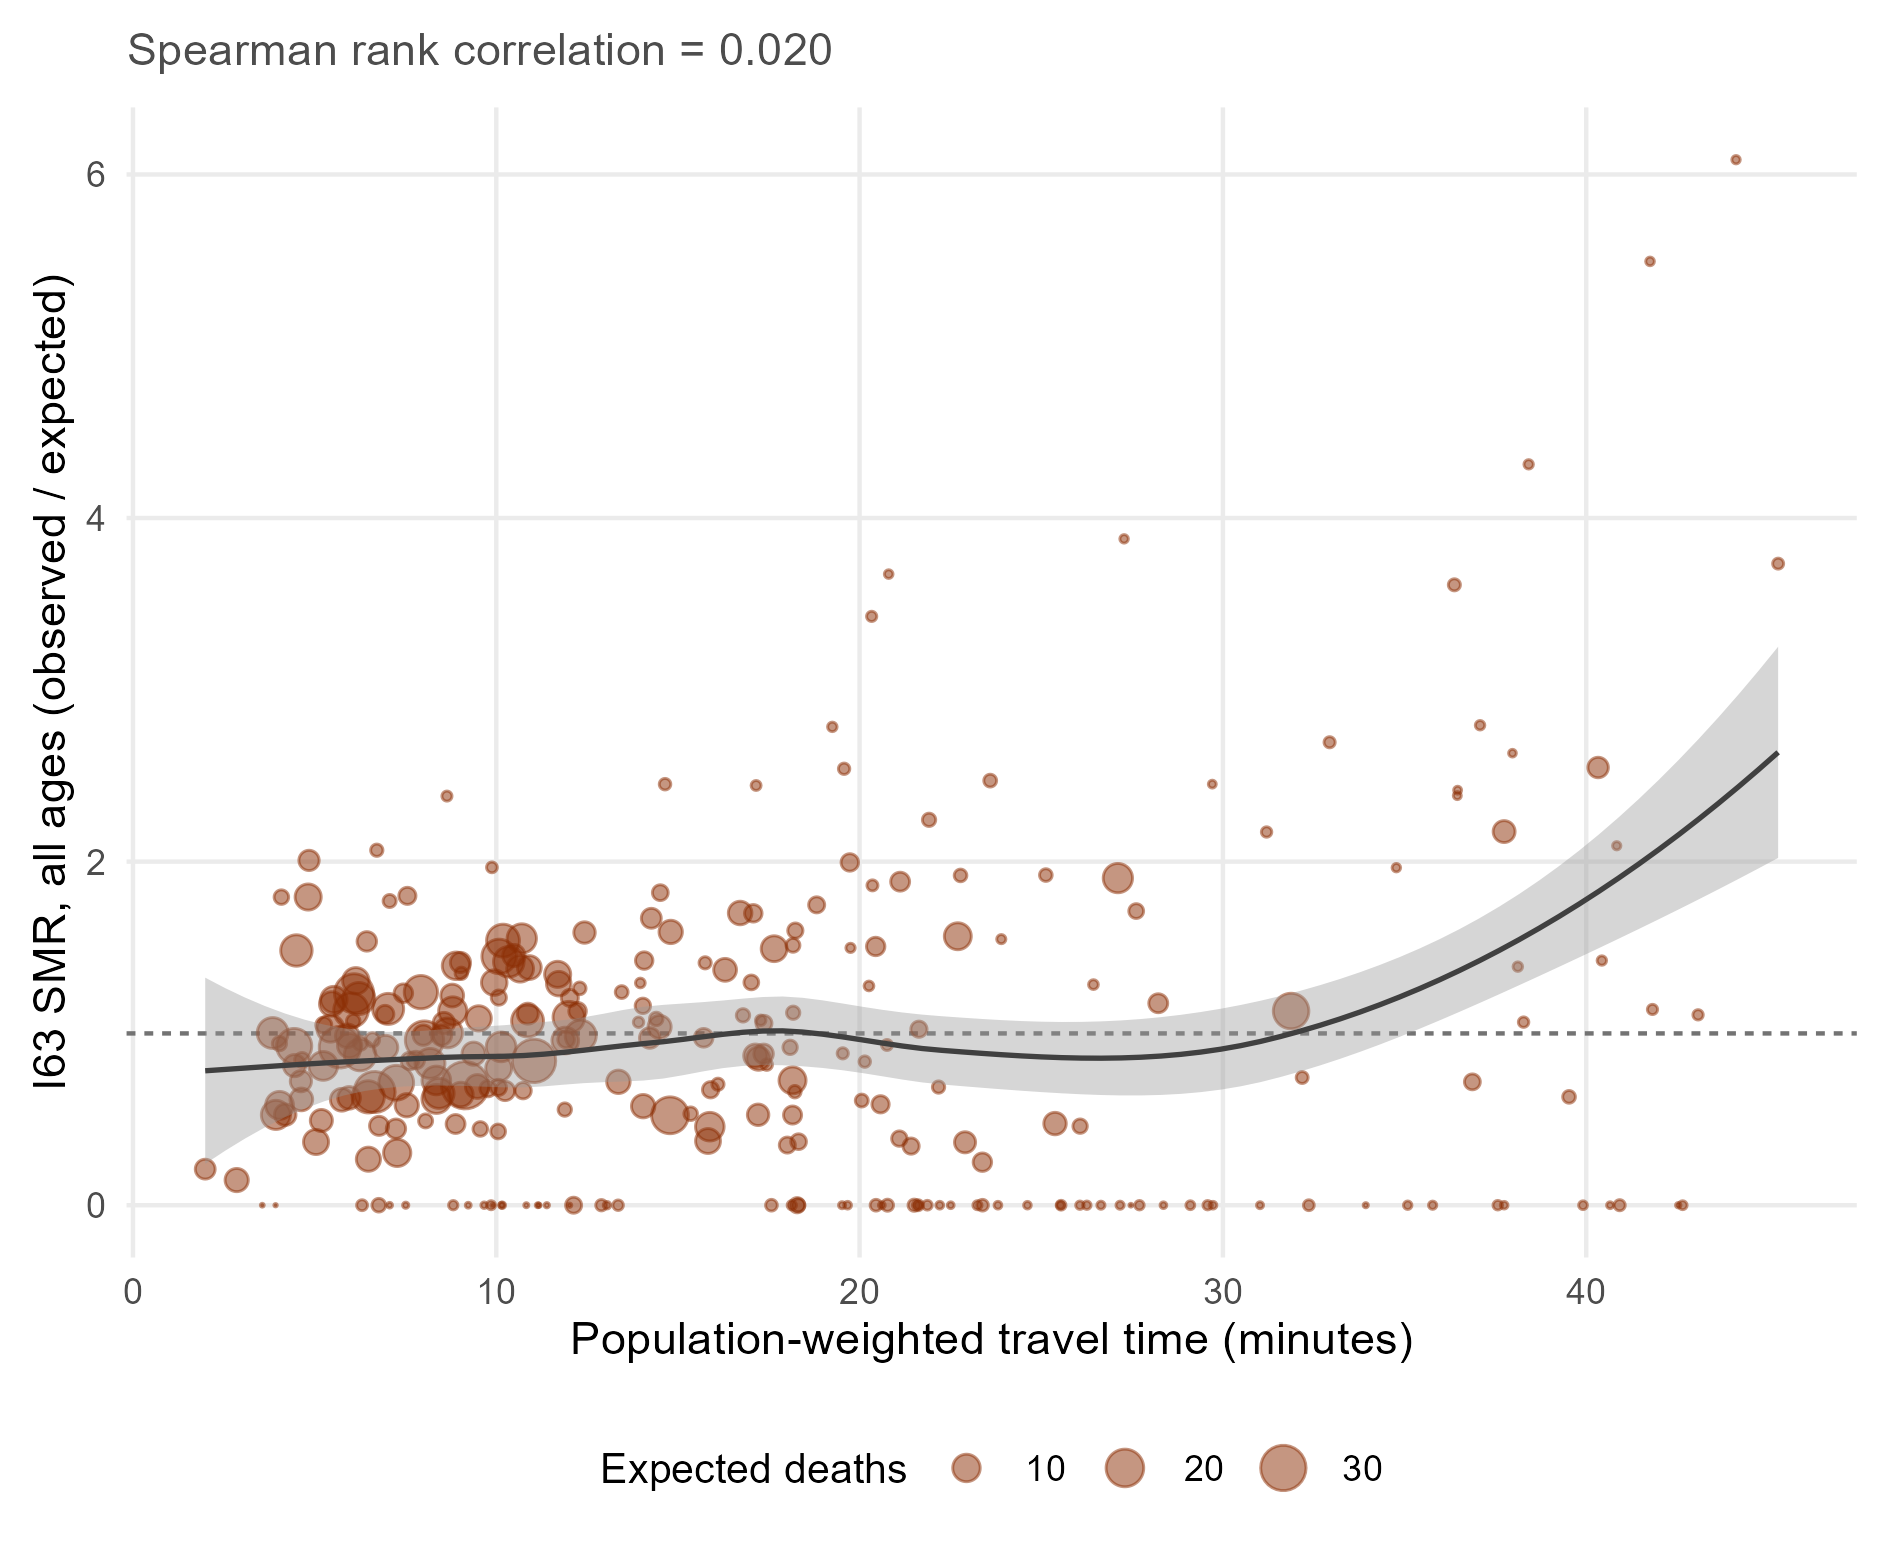 Spearman rank correlation = 0.020
I63 SMR, all ages (observed / expected)
6
4
2
0
0 10 20 30 40
Population-weighted travel time (minutes)
Expected deaths 10 20 30